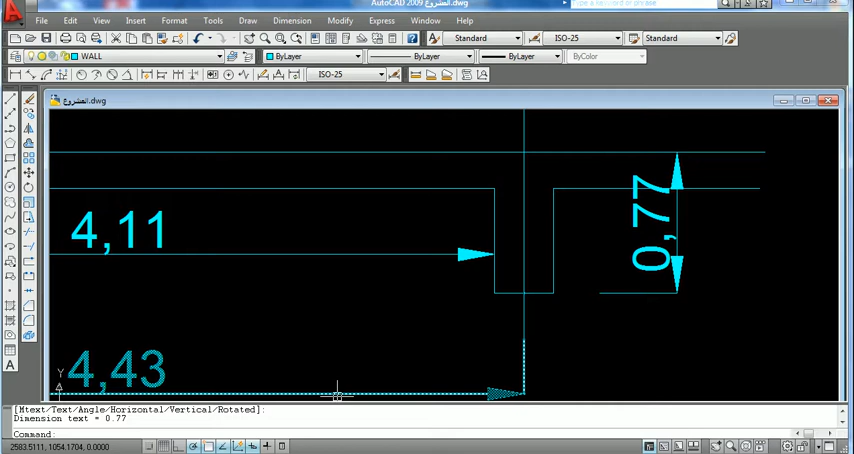 AutoCAD 2009 المشروع.dwg
Type a keyword or phrase
File Edit View Insert Format Tools Draw Dimension Modify Express Window Help
Standard ISO-25 Standard
WALL ByLayer ByLayer ByLayer ByColor
ISO-25
المشروع.dwg
4,11
0,77
4,43
Y
[Mtext/Text/Angle/Horizontal/Vertical/Rotated]:
Dimension text = 0.77
Command:
2583.5111, 1054.1704, 0.0000